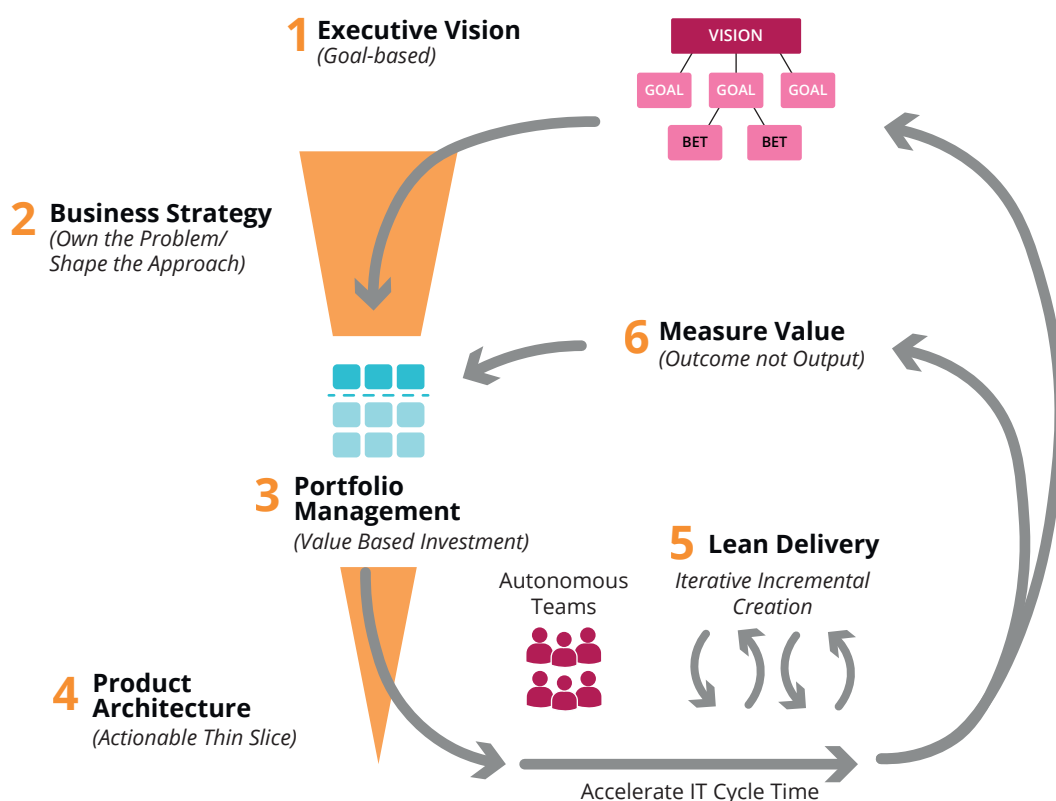 1 Executive Vision
(Goal-based)
VISION
GOAL GOAL GOAL
BET BET
2 Business Strategy
(Own the Problem/
Shape the Approach)
6 Measure Value
(Outcome not Output)
3 Portfolio
Management
(Value Based Investment)
5 Lean Delivery
Iterative Incremental
Creation
Autonomous
Teams
4 Product
Architecture
(Actionable Thin Slice)
Accelerate IT Cycle Time